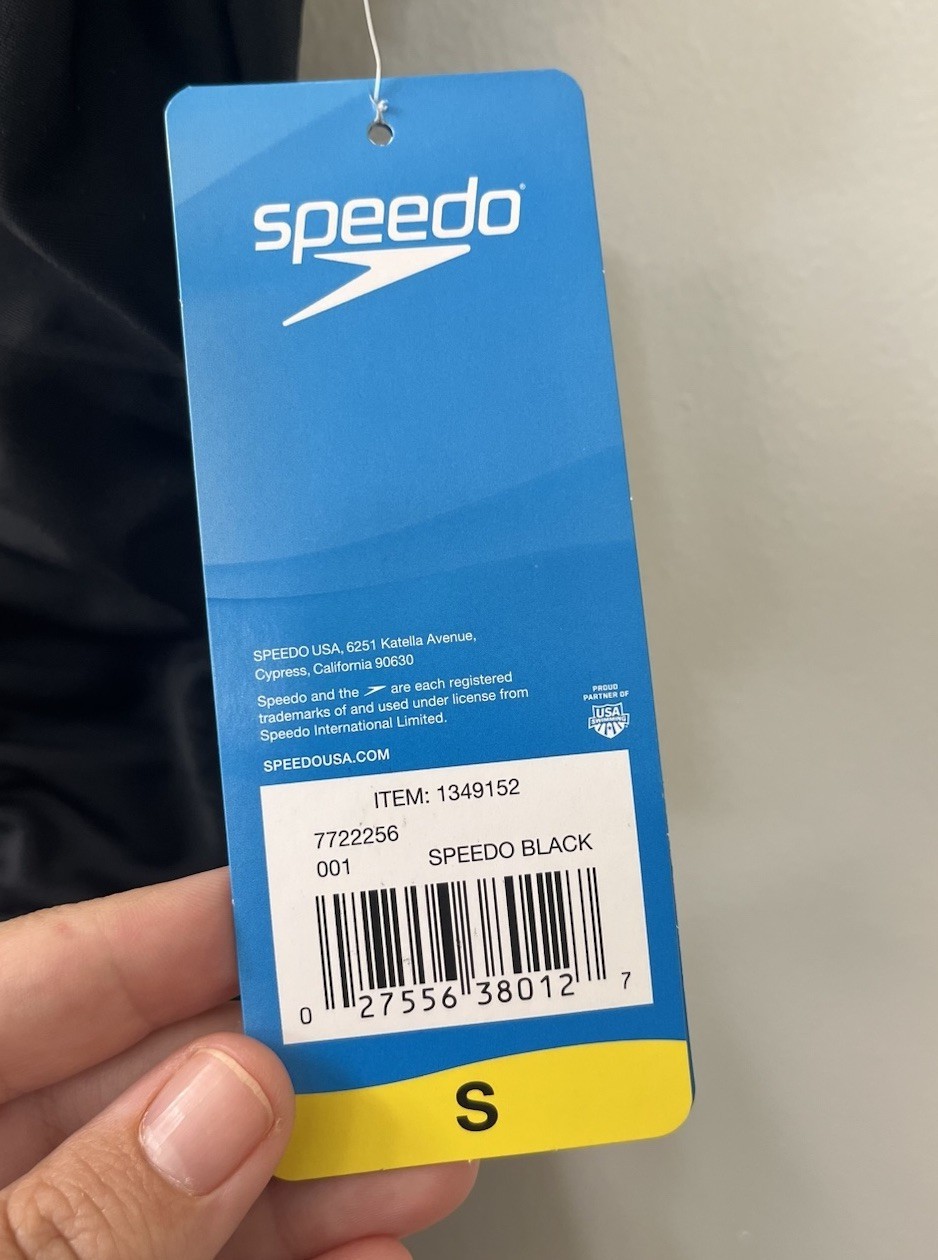 speedo
SPEEDO USA, 6251 Katella Avenue,
Cypress, California 90630
Speedo and the are each registered
trademarks of and used under license from
Speedo International Limited.
PROUD
PARTNER OF
USA
SWIMMING
SPEEDOUSA.COM
ITEM: 1349152
7722256
001 SPEEDO BLACK
0 27556 38012 7
S